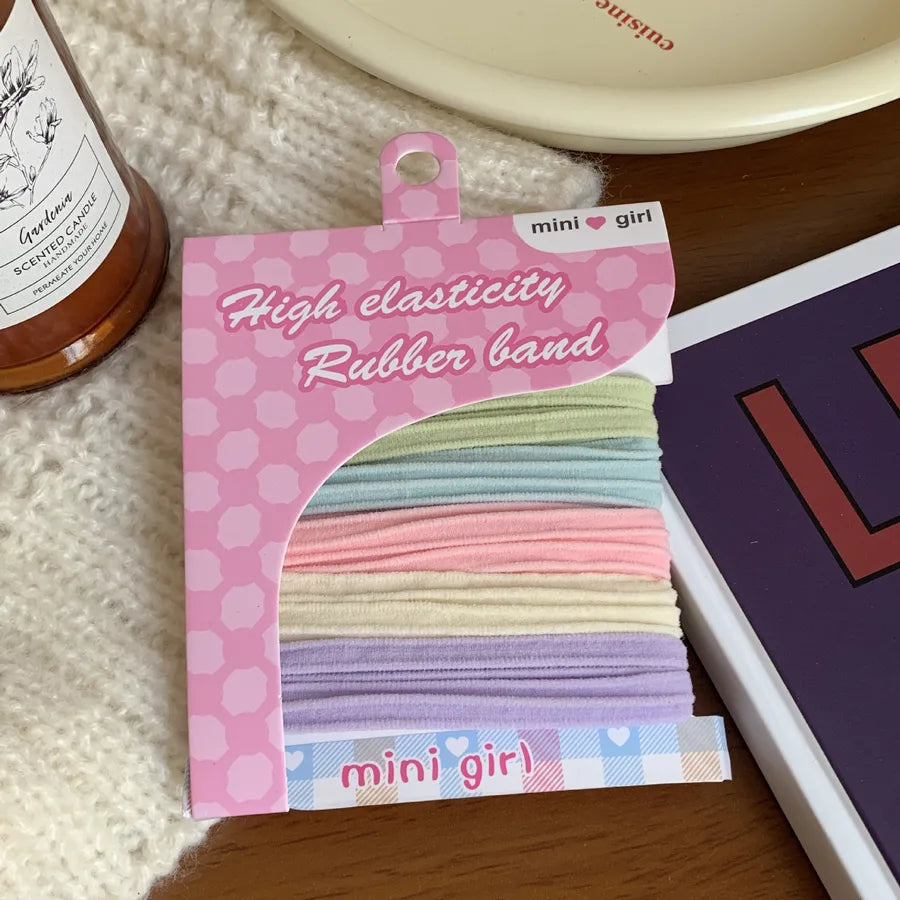 cuisine
Gardenia
SCENTED CANDLE
HANDMADE
PERMEATE YOUR HOME
mini girl
High elasticity
Rubber band
mini girl